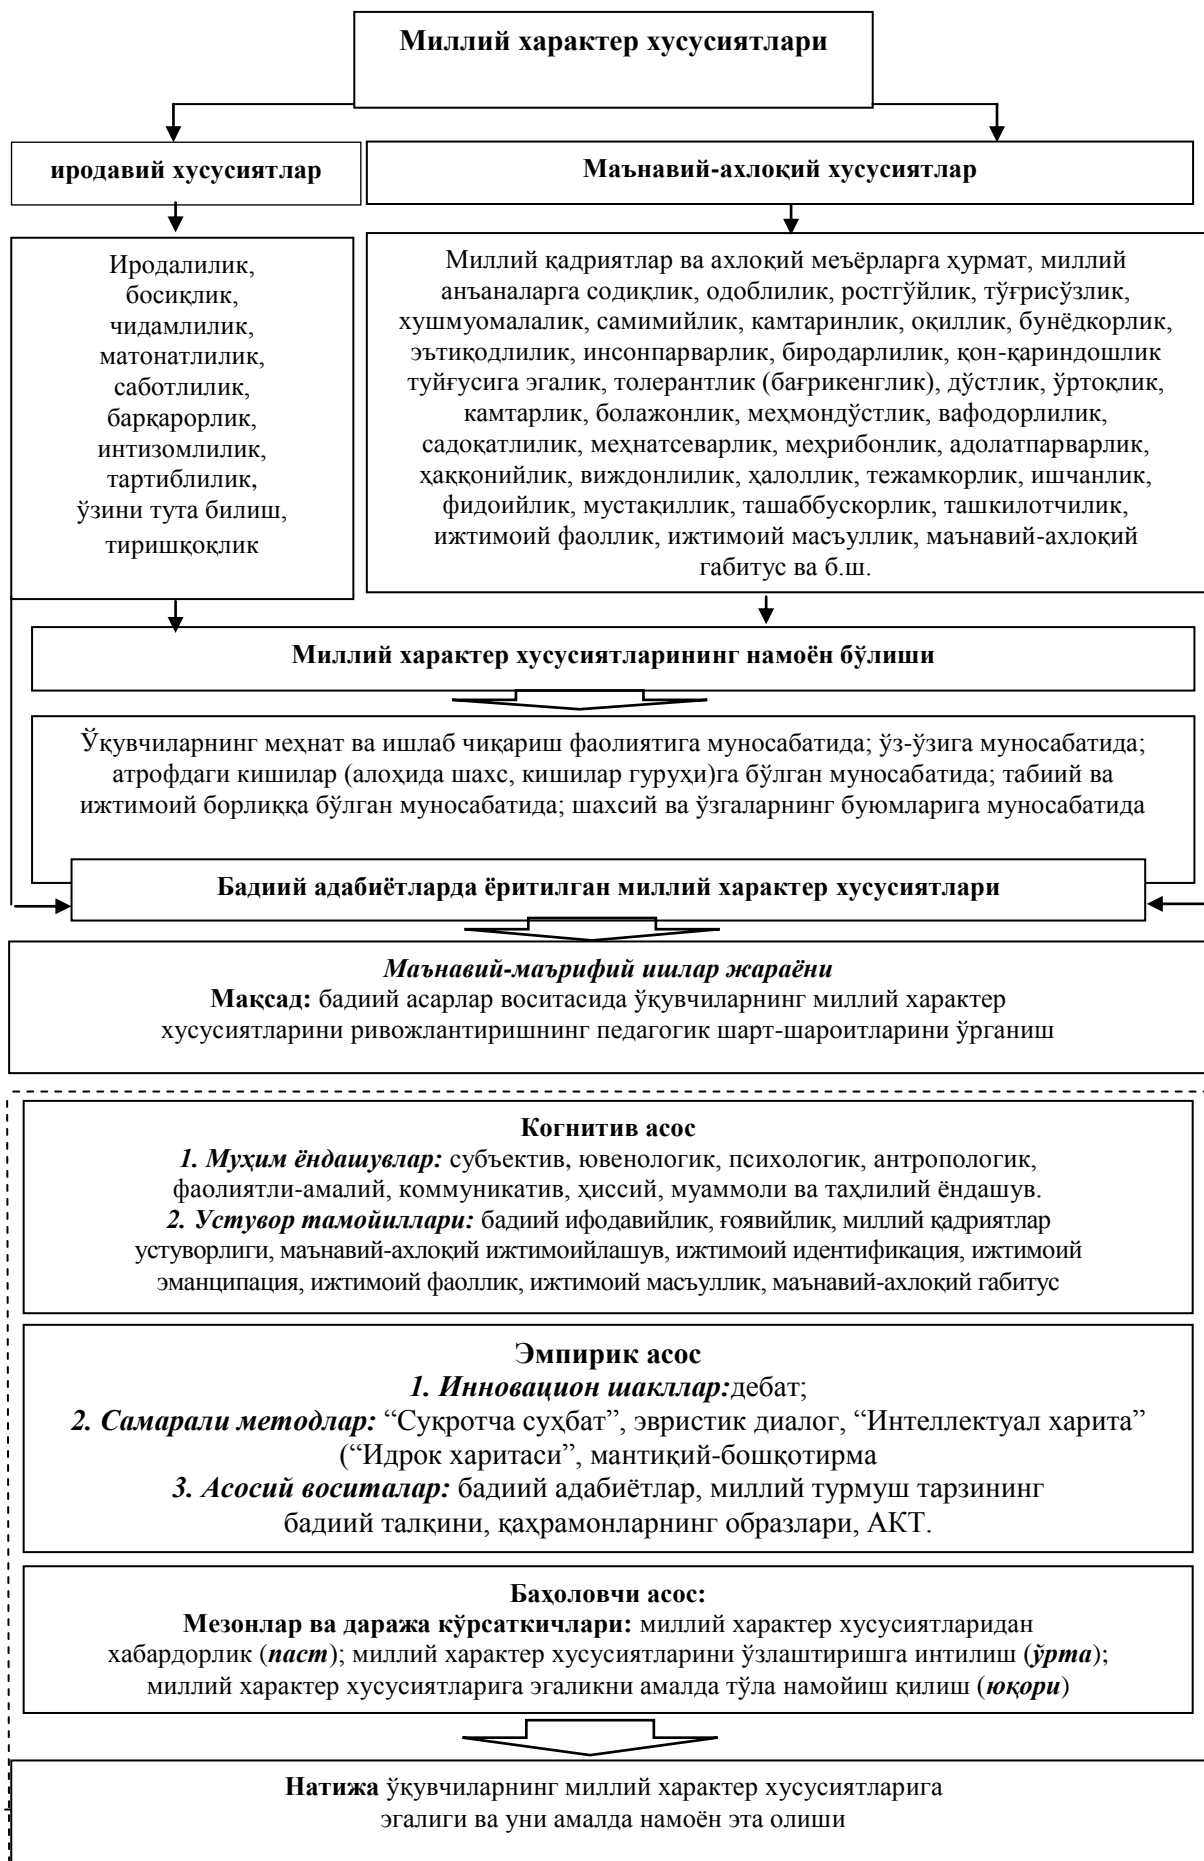 Миллий характер хусусиятлари
иродавий хусусиятлар
Маънавий-ахлоқий хусусиятлар
Иродалилик,
босиқлик,
чидамлилик,
матонатлилик,
саботлилик,
барқарорлик,
интизомлилик,
тартиблилик,
ўзини тута билиш,
тиришқоқлик
Миллий қадриятлар ва ахлоқий меъёрларга ҳурмат, миллий
анъаналарга содиқлик, одоблилик, ростгўйлик, тўғрисўзлик,
хушмуомалалик, самимийлик, камтаринлик, оқиллик, бунёдкорлик,
эътиқодлилик, инсонпарварлик, биродарлилик, қон-қариндошлик
туйғусига эгалик, толерантлик (бағрикенглик), дўстлик, ўртоқлик,
камтарлик, болажонлик, меҳмондўстлик, вафодорлилик,
садоқатлилик, меҳнатсеварлик, меҳрибонлик, адолатпарварлик,
ҳаққонийлик, виждонлилик, ҳалоллик, тежамкорлик, ишчанлик,
фидоийлик, мустақиллик, ташаббускорлик, ташкилотчилик,
ижтимоий фаоллик, ижтимоий масъуллик, маънавий-ахлоқий
габитус ва б.ш.
Миллий характер хусусиятларининг намоён бўлиши
Ўқувчиларнинг меҳнат ва ишлаб чиқариш фаолиятига муносабатида; ўз-ўзига муносабатида;
атрофдаги кишилар (алоҳида шахс, кишилар гуруҳи)га бўлган муносабатида; табиий ва
ижтимоий борлиққа бўлган муносабатида; шахсий ва ўзгаларнинг буюмларига муносабатида
Бадиий адабиётларда ёритилган миллий характер хусусиятлари
Маънавий-маърифий ишлар жараёни
Мақсад: бадиий асарлар воситасида ўқувчиларнинг миллий характер
хусусиятларини ривожлантиришнинг педагогик шарт-шароитларини ўрганиш
Когнитив асос
1. Муҳим ёндашувлар: субъектив, ювенологик, психологик, антропологик,
фаолиятли-амалий, коммуникатив, ҳиссий, муаммоли ва таҳлилий ёндашув.
2. Устувор тамойиллари: бадиий ифодавийлик, ғоявийлик, миллий қадриятлар
устуворлиги, маънавий-ахлоқий ижтимоийлашув, ижтимоий идентификация, ижтимоий
эманципация, ижтимоий фаоллик, ижтимоий масъуллик, маънавий-ахлоқий габитус
Эмпирик асос
1. Инновацион шакллар:дебат;
2. Самарали методлар: “Суқротча суҳбат”, эвристик диалог, “Интеллектуал харита”
(“Идрок харитаси”, мантиқий-бошқотирма
3. Асосий воситалар: бадиий адабиётлар, миллий турмуш тарзининг
бадиий талқини, қаҳрамонларнинг образлари, АКТ.
Баҳоловчи асос:
Мезонлар ва даража кўрсаткичлари: миллий характер хусусиятларидан
хабардорлик (паст); миллий характер хусусиятларини ўзлаштиришга интилиш (ўрта);
миллий характер хусусиятларига эгаликни амалда тўла намойиш қилиш (юқори)
Натижа ўқувчиларнинг миллий характер хусусиятларига
эгалиги ва уни амалда намоён эта олиши